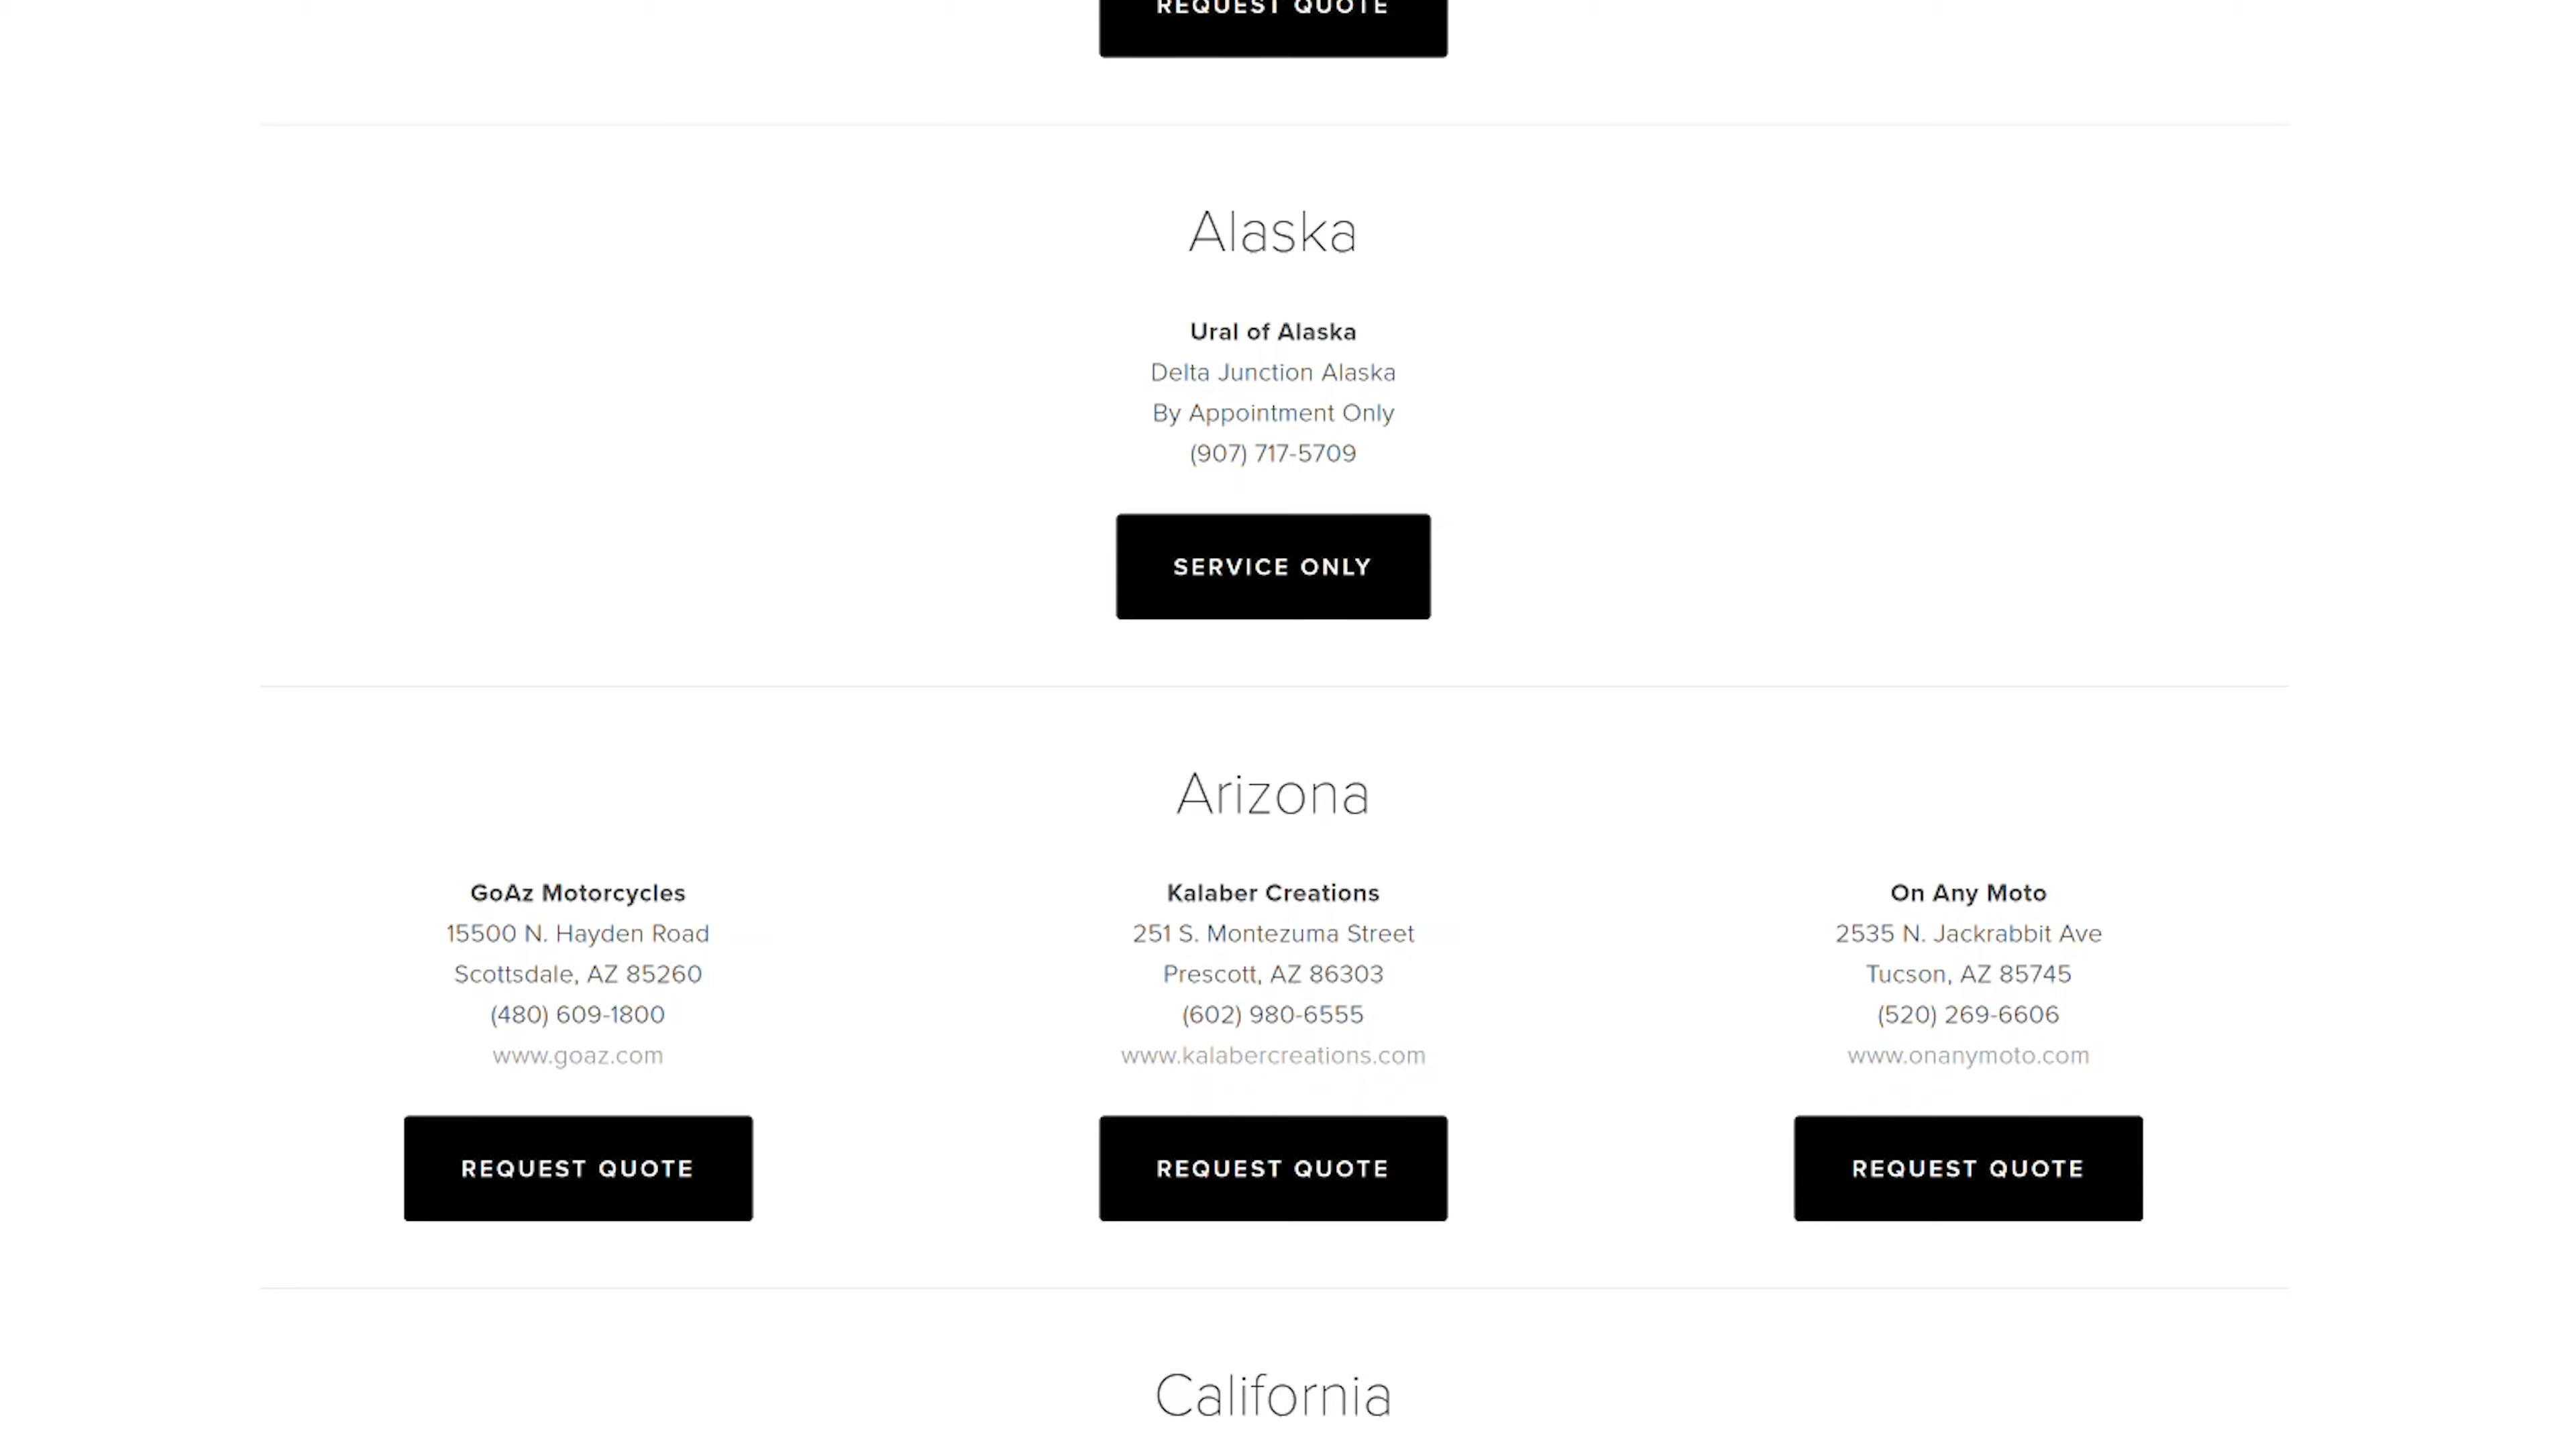 REQUEST QUOTE
Alaska
Ural of Alaska
Delta Junction Alaska
By Appointment Only
(907) 717-5709
SERVICE ONLY
Arizona
GoAz Motorcycles
15500 N. Hayden Road
Scottsdale, AZ 85260
(480) 609-1800
www.goaz.com
REQUEST QUOTE
Kalaber Creations
251 S. Montezuma Street
Prescott, AZ 86303
(602) 980-6555
www.kalabercreations.com
REQUEST QUOTE
On Any Moto
2535 N. Jackrabbit Ave
Tucson, AZ 85745
(520) 269-6606
www.onanymoto.com
REQUEST QUOTE
California